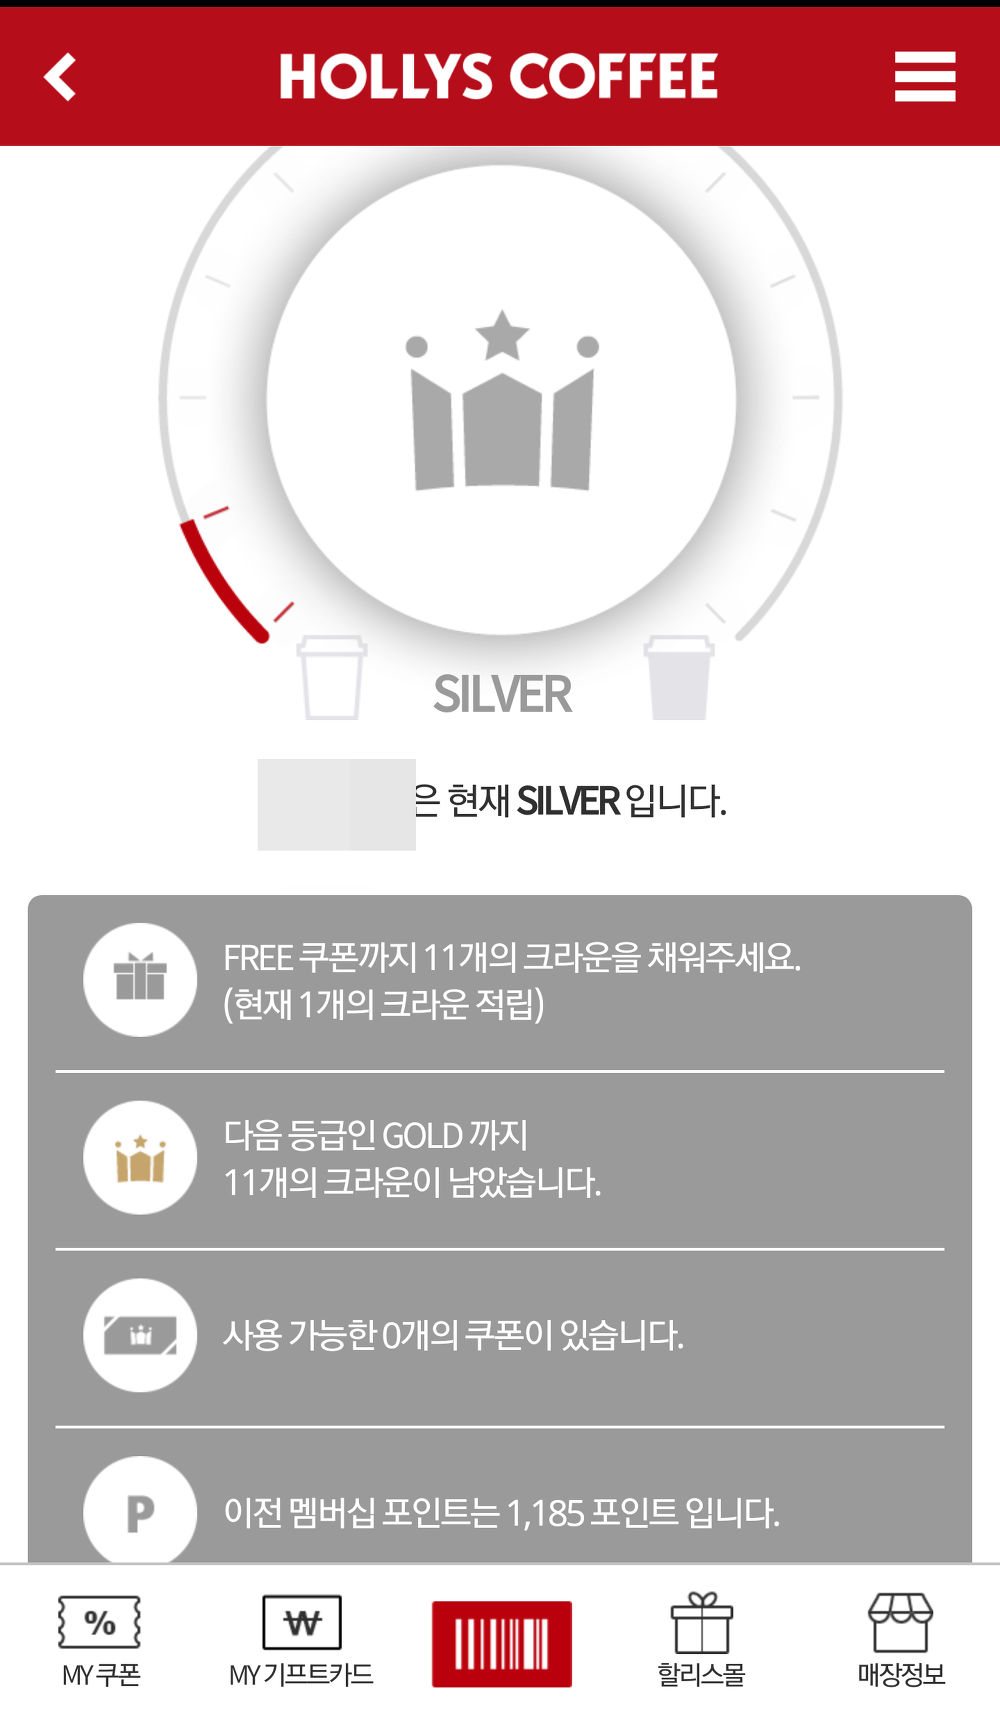 HOLLYS COFFEE
SILVER
은 현재 SILVER 입니다.
FREE 쿠폰까지 11개의 크라운을 채워주세요.
(현재 1개의 크라운 적립)
다음 등급인 GOLD 까지
11개의 크라운이 남았습니다.
사용 가능한 0개의 쿠폰이 있습니다.
P
이전 멤버십 포인트는 1,185 포인트 입니다.
%
MY 쿠폰
₩
MY 기프트카드
할리스몰
매장정보